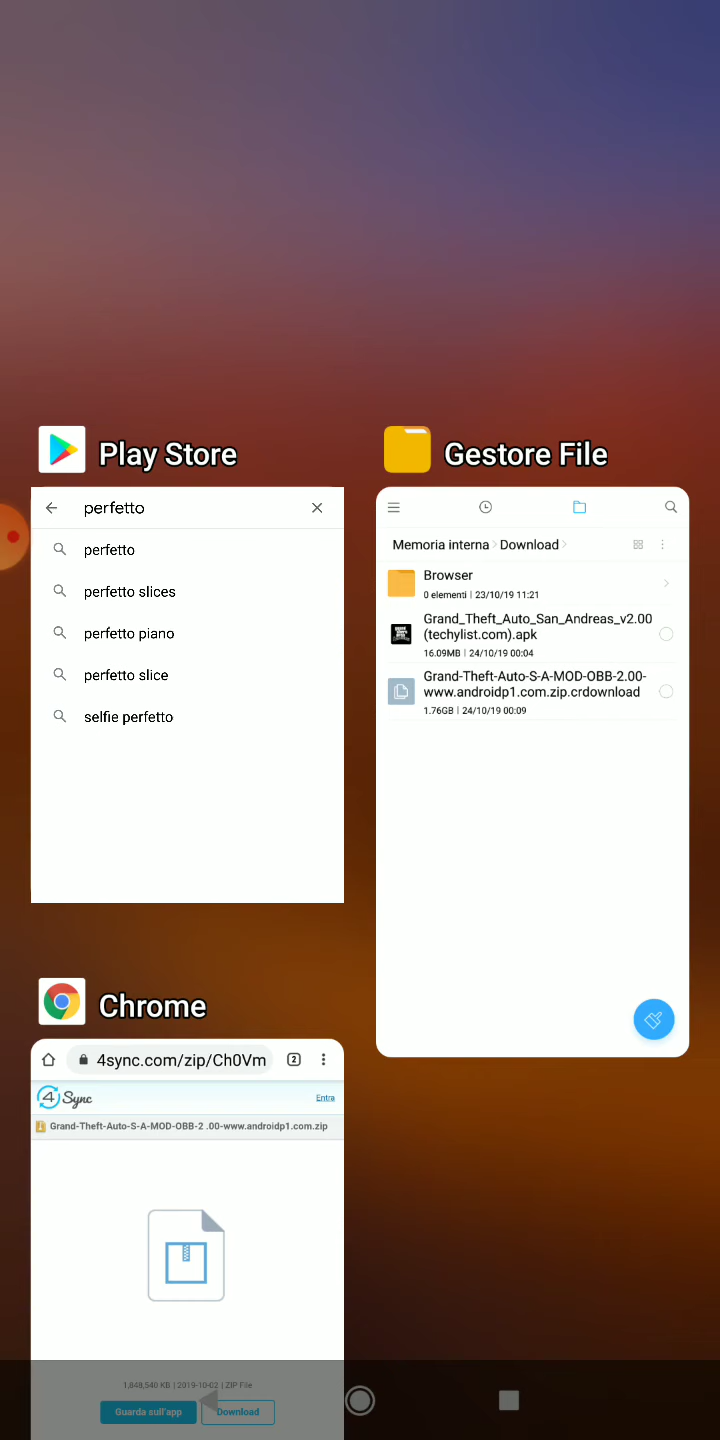 Play Store
perfetto
perfetto
perfetto slices
perfetto piano
perfetto slice
selfie perfetto
Gestore File
Memoria interna Download
Browser
0 elementi | 23/10/19 11:21
Grand_Theft_Auto_San_Andreas_v2.00
(techylist.com).apk
16.09MB | 24/10/19 00:04
Grand-Theft-Auto-S-A-MOD-OBB-2.00-
www.androidp1.com.zip.crdownload
1.76GB | 24/10/19 00:09
Chrome
4sync.com/zip/Ch0Vm
2
4 Sync
Entra
Grand-Theft-Auto-S-A-MOD-OBB-2 .00-www.androidp1.com.zip
1,848,540 KB | 2019-10-02 | ZIP File
Guarda sull'app
Download